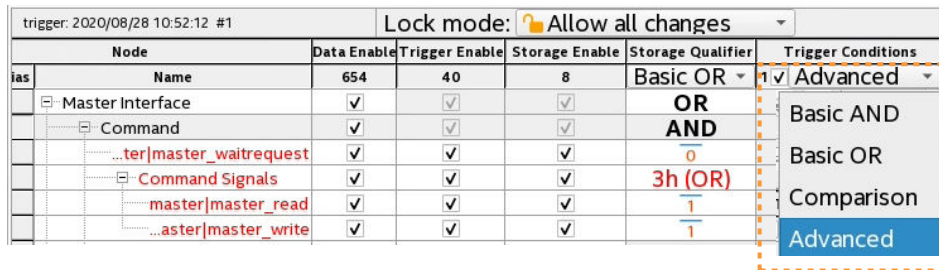 trigger: 2020/08/28 10:52:12 #1 Lock mode: Allow all changes
Node Data Enable Trigger Enable Storage Enable Storage Qualifier Trigger Conditions
ias Name 654 40 8 Basic OR 1 Advanced
Master Interface OR
Basic AND
Command AND
...ter|master_waitrequest 0
Basic OR
Command Signals 3h (OR)
master|master_read 1
Comparison
...aster|master_write 1
Advanced